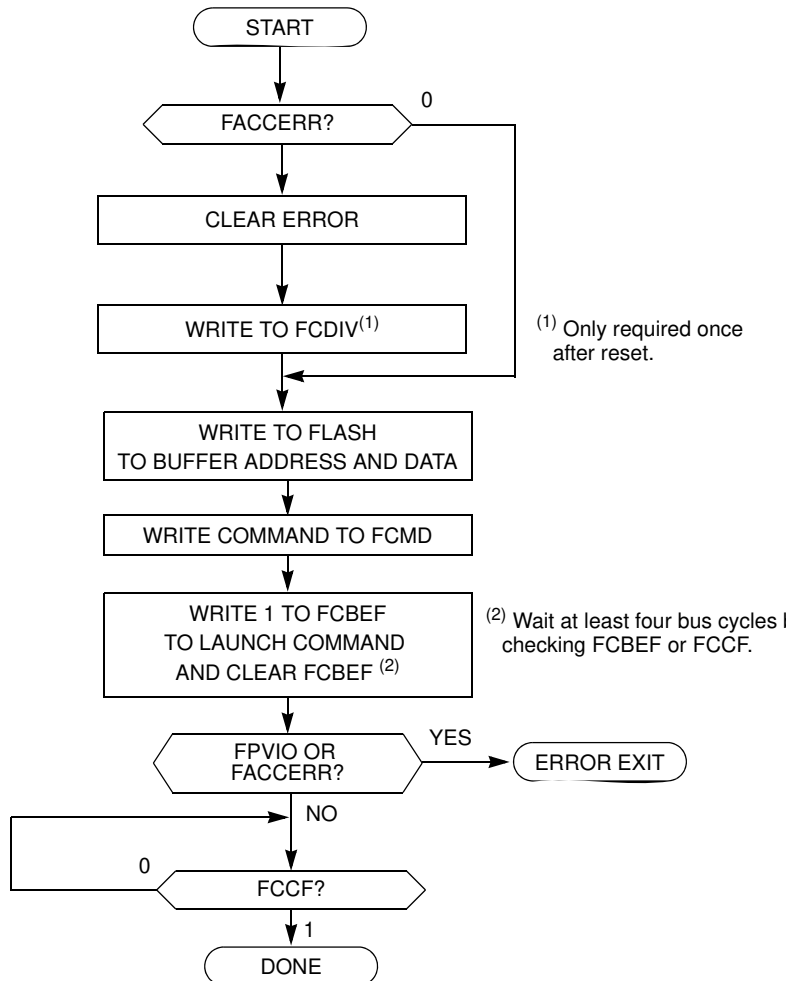 START
0
FACCERR?
CLEAR ERROR
WRITE TO FCDIV(1)
(1) Only required once
after reset.
WRITE TO FLASH
TO BUFFER ADDRESS AND DATA
WRITE COMMAND TO FCMD
WRITE 1 TO FCBEF
TO LAUNCH COMMAND
AND CLEAR FCBEF (2)
(2) Wait at least four bus cycles
checking FCBEF or FCCF.
FPVIO OR
FACCERR?
YES
ERROR EXIT
NO
0
FCCF?
1
DONE